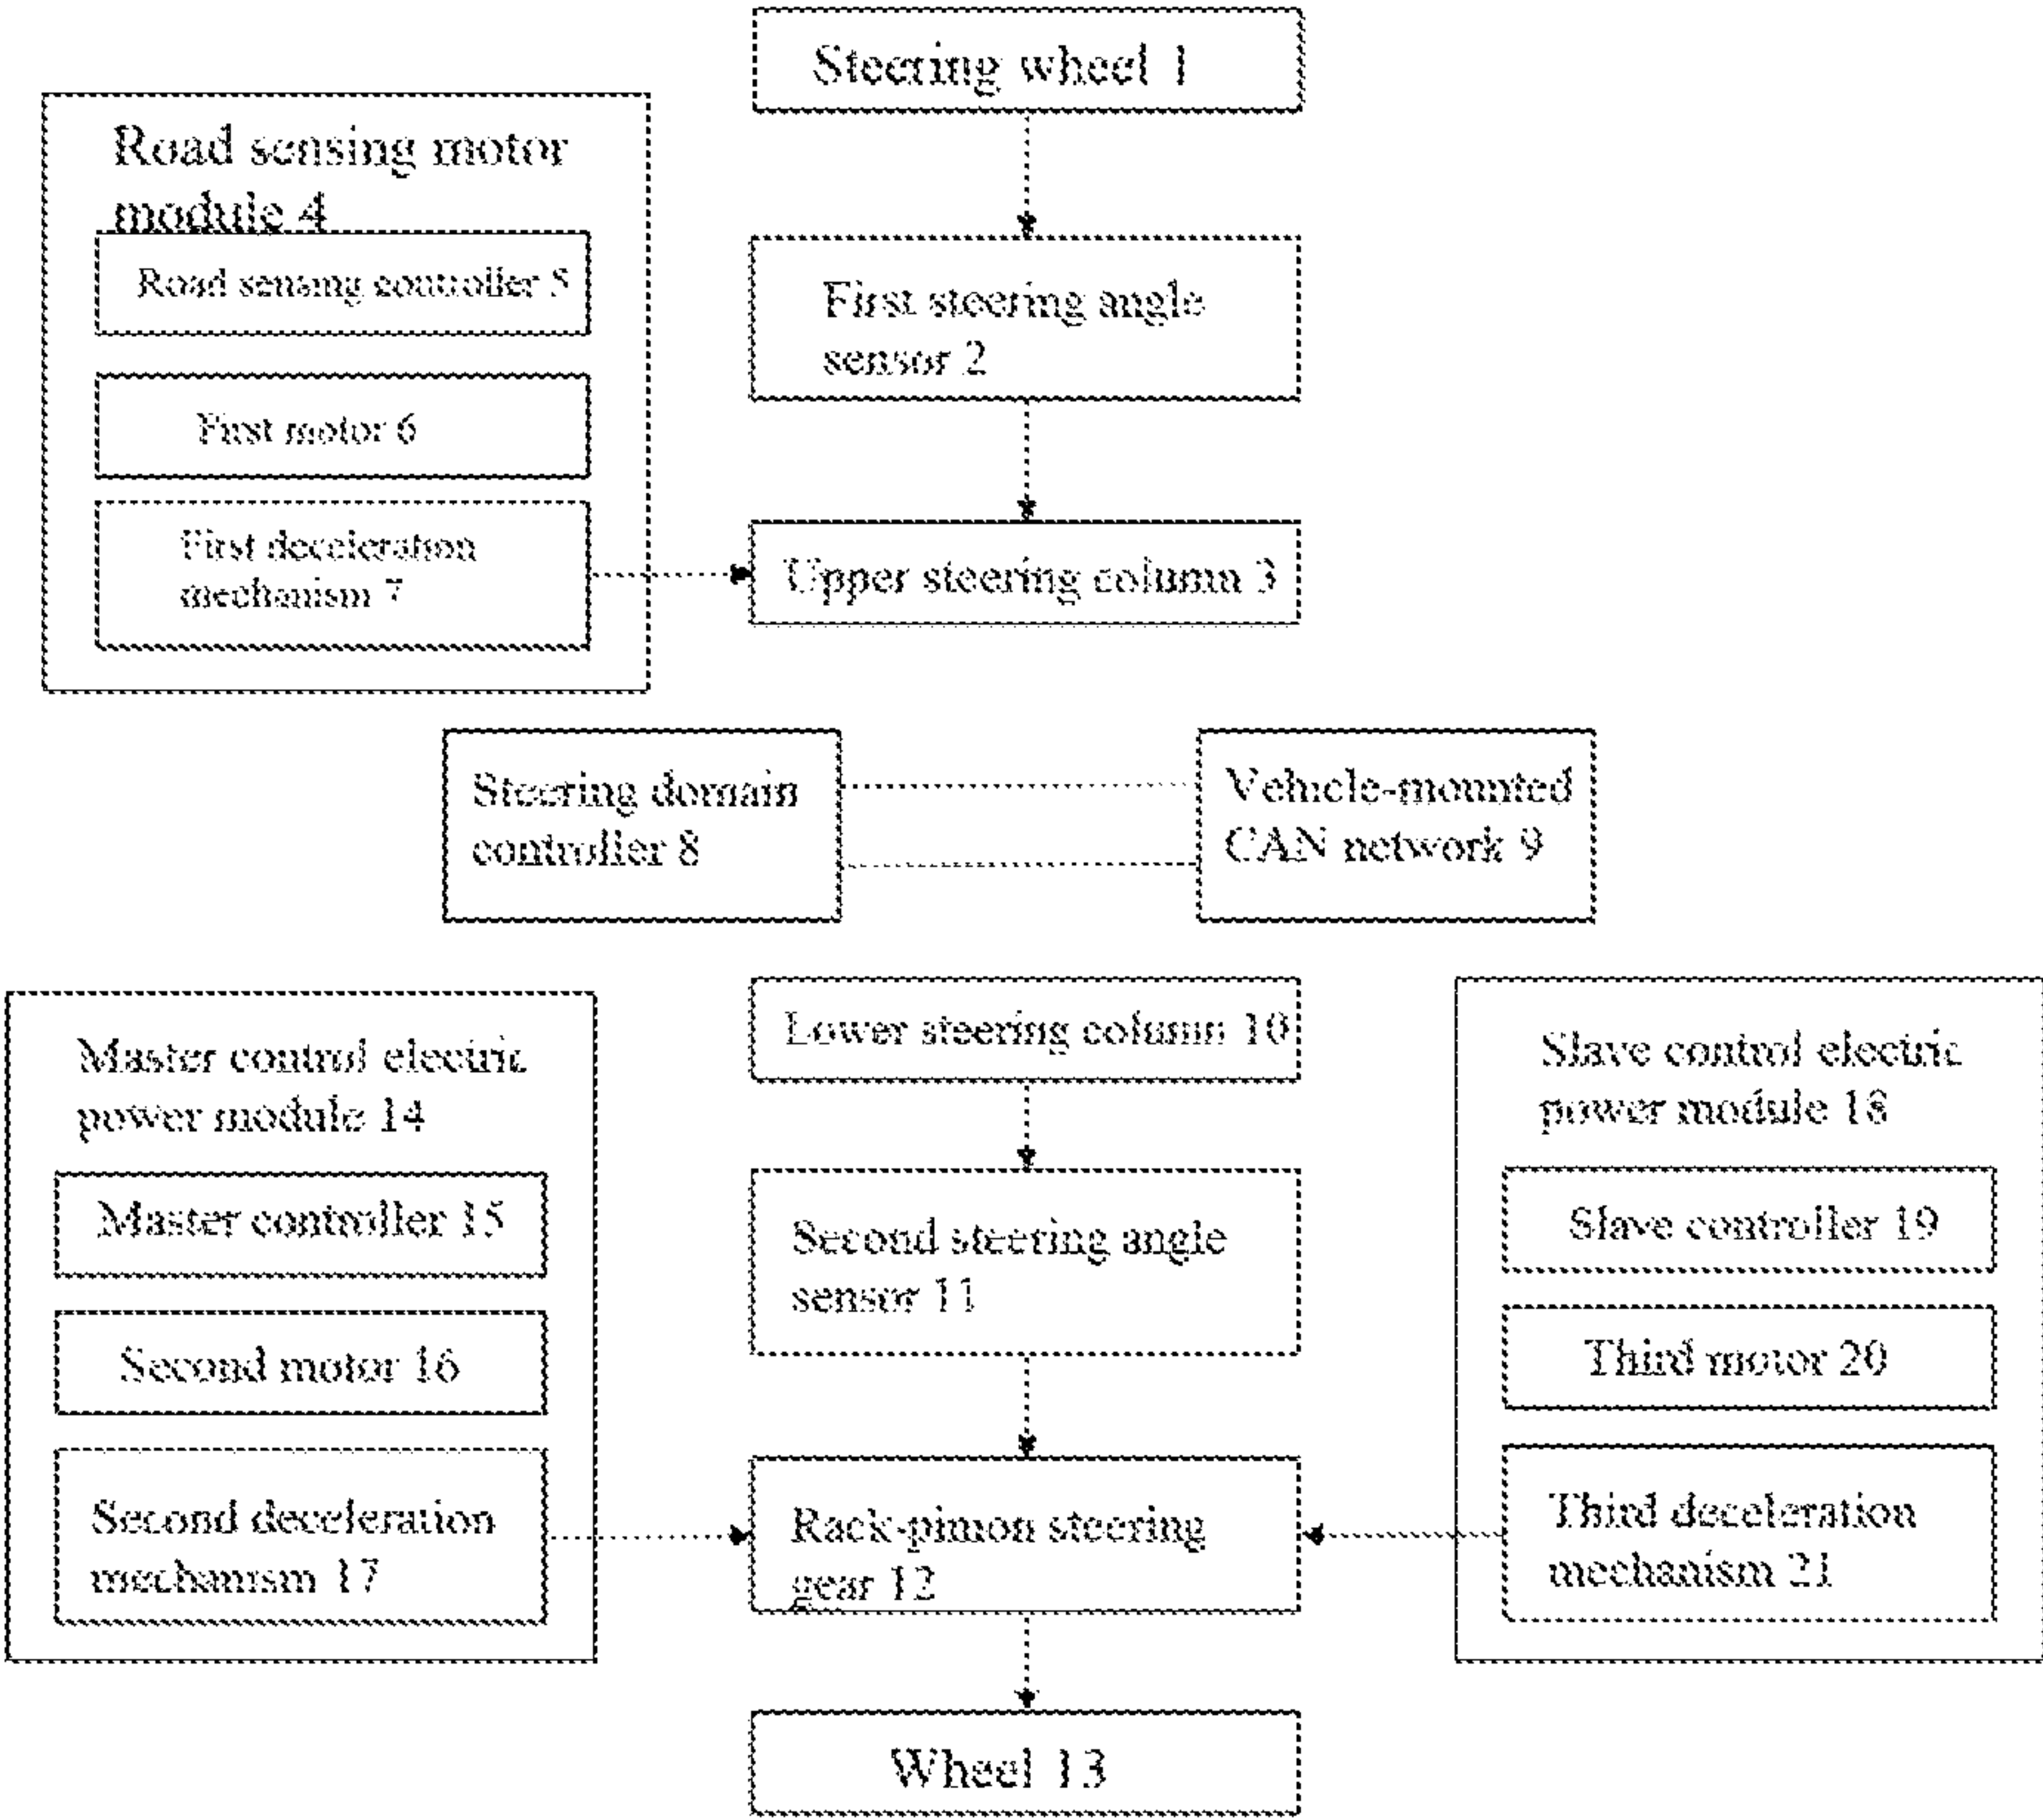 Steering wheel 1
Road sensing motor
module 4
Road sensing controller 5
First motor 6
First deceleration
mechanism 7
First steering angle
sensor 2
Upper steering column 3
Steering domain
controller 8
Vehicle-mounted
CAN network 9
Master control electric
power module 14
Master controller 15
Second motor 16
Second deceleration
mechanism 17
Lower steering column 10
Second steering angle
sensor 11
Rack-pinion steering
gear 12
Wheel 13
Slave control electric
power module 18
Slave controller 19
Third motor 20
Third deceleration
mechanism 21